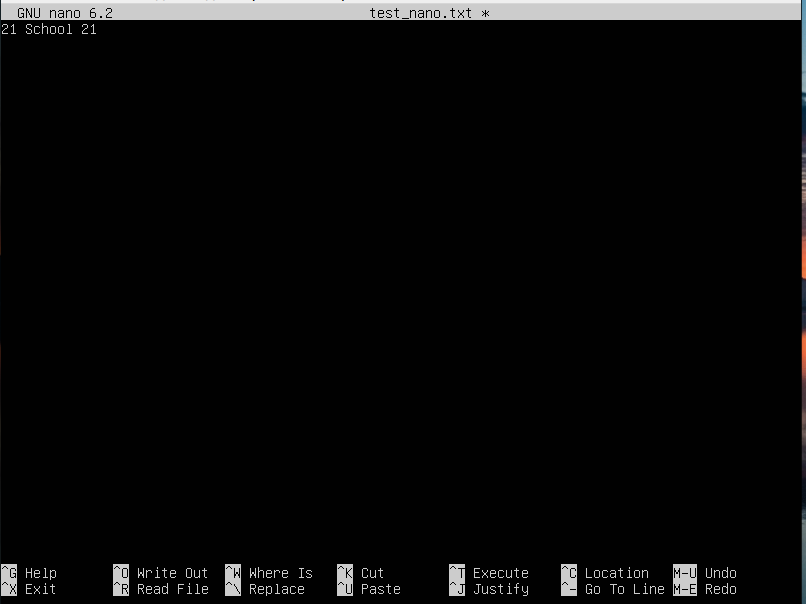 GNU nano 6.2 test_nano.txt *
21 School 21
^G Help ^O Write Out ^W Where Is ^K Cut ^T Execute ^C Location M-U Undo
^X Exit ^R Read File ^\ Replace ^U Paste ^J Justify ^- Go To Line M-E Redo